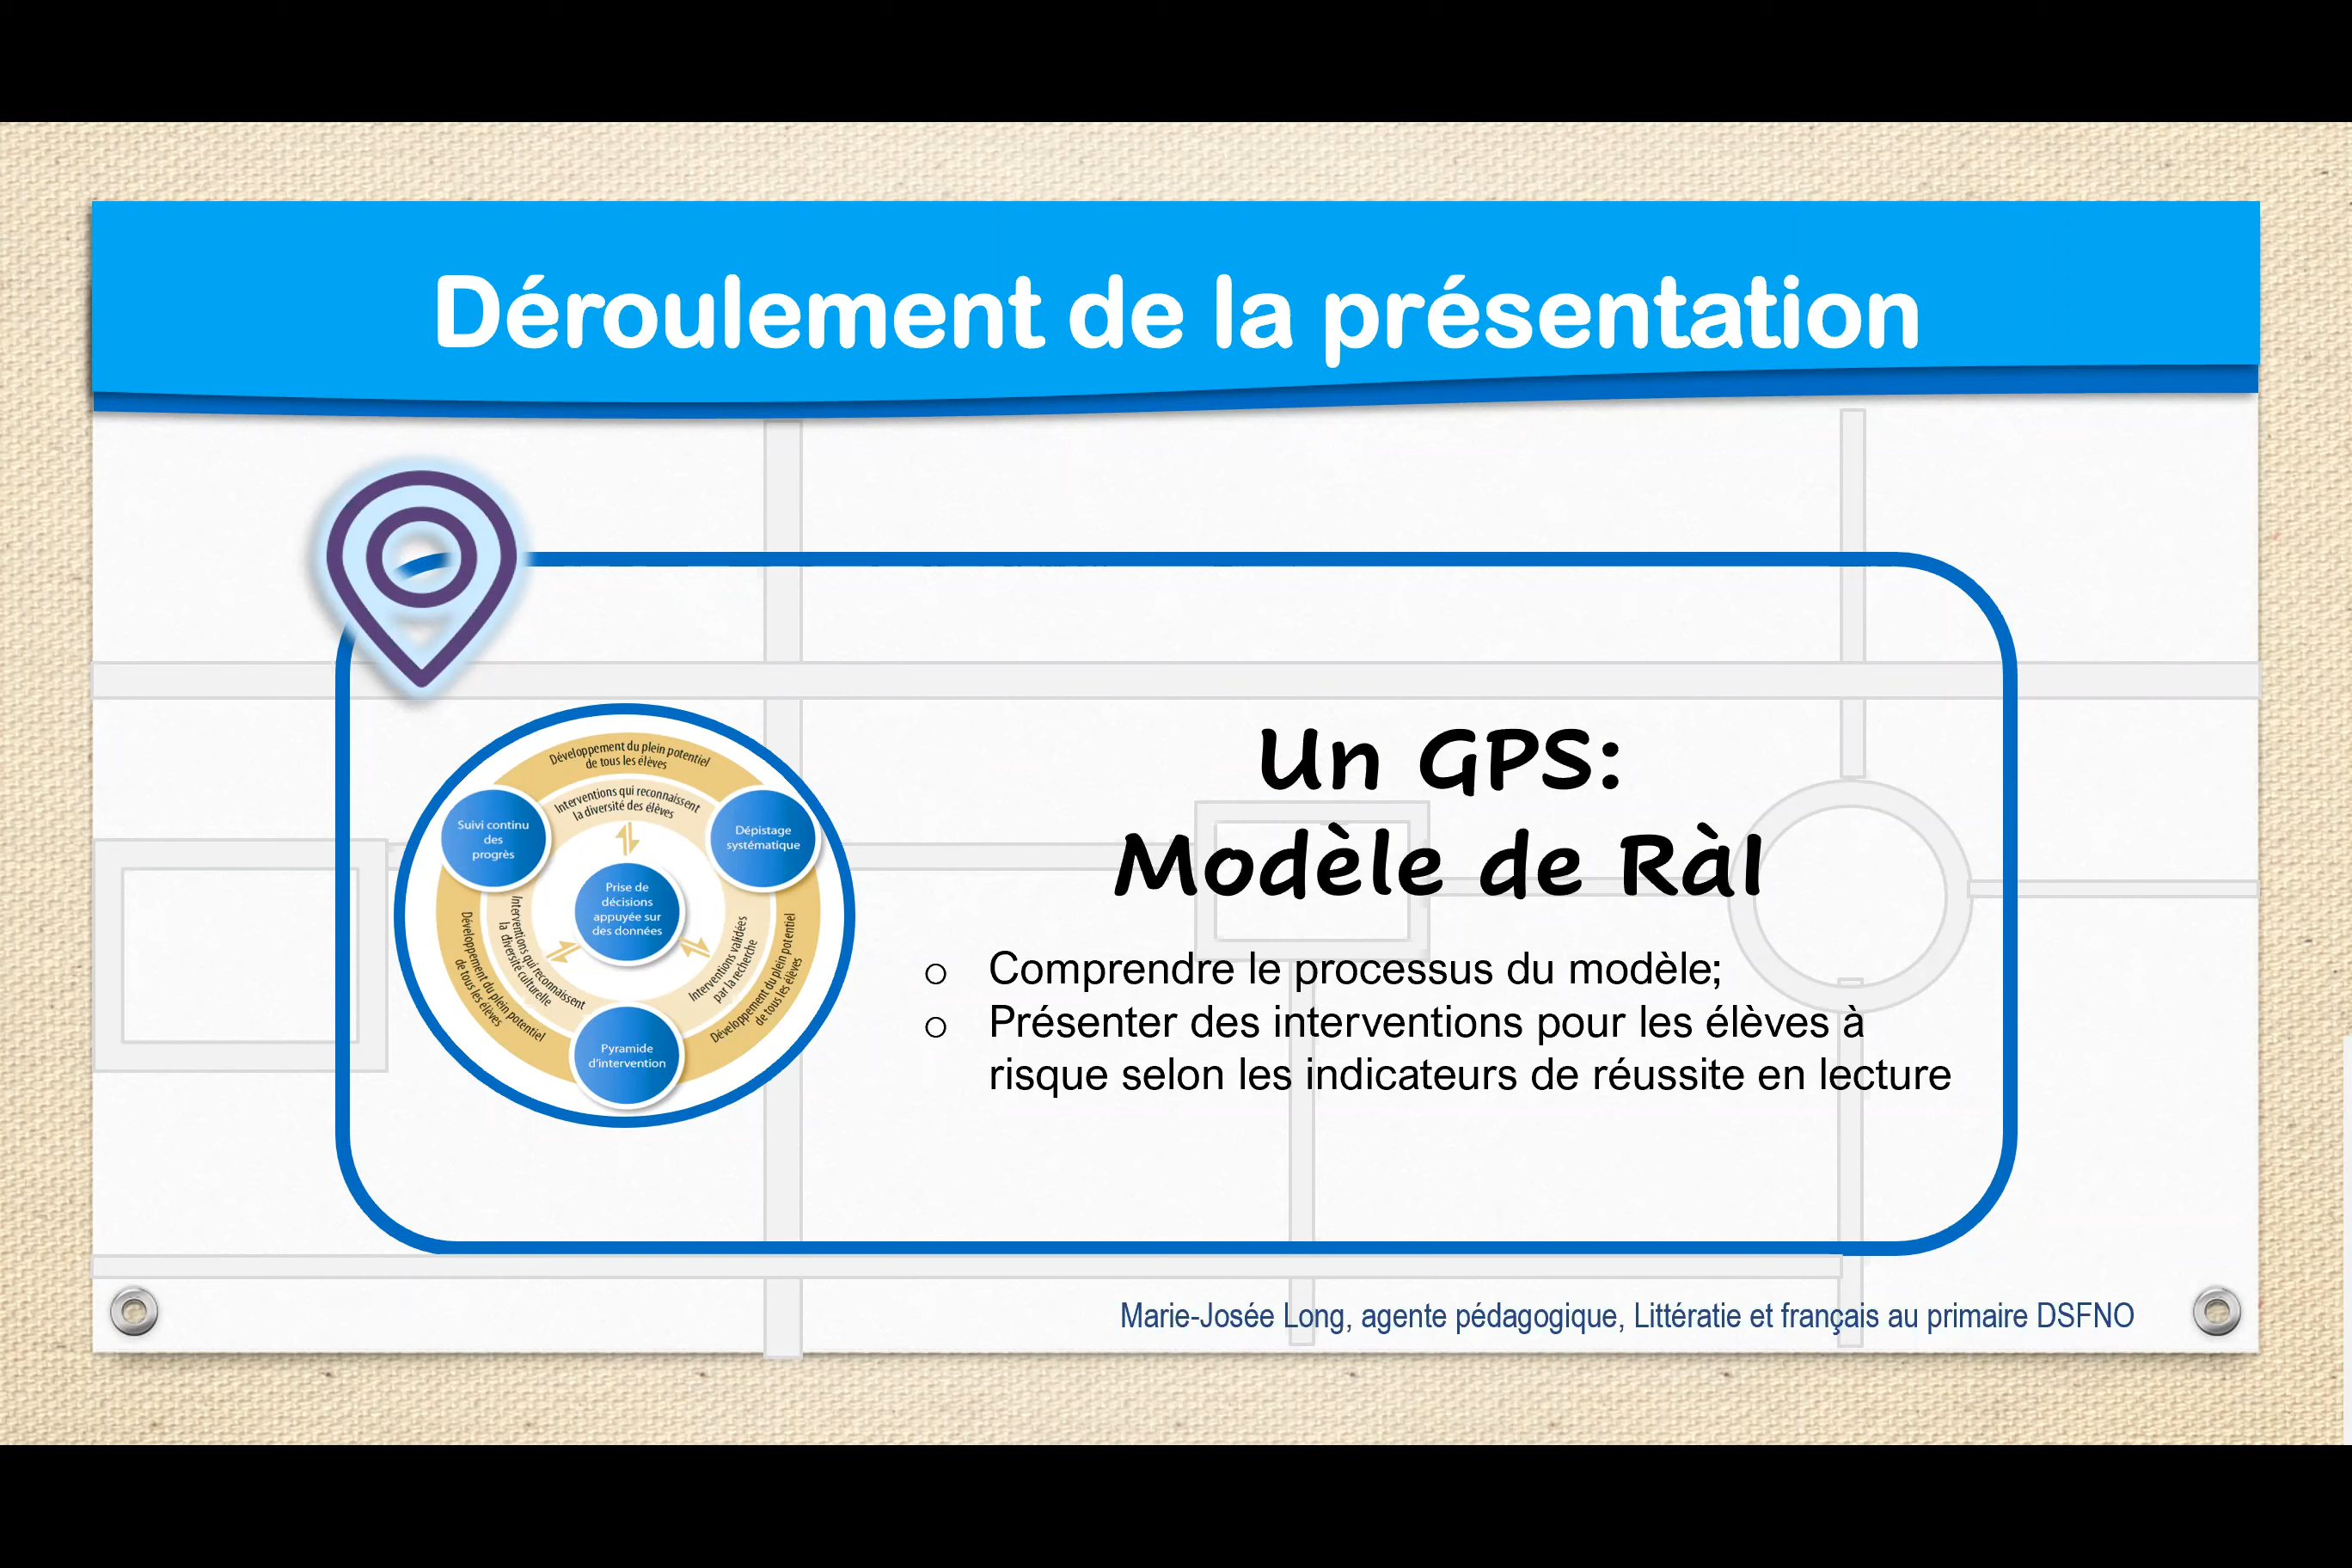 Déroulement de la présentation
Développement du plein potentiel
de tous les élèves
Interventions qui reconnaissent
la diversité des élèves
Suivi continu
des
progrès
Dépistage
systématique
Prise de
décisions
appuyée sur
des données
Développement du plein potentiel
de tous les élèves
Interventions qui reconnaissent
la diversité culturelle
Interventions validées
par la recherche
Développement du plein potentiel
de tous les élèves
Pyramide
d'intervention
Un GPS:
Modèle de RàI
o Comprendre le processus du modèle;
o Présenter des interventions pour les élèves à
risque selon les indicateurs de réussite en lecture
Marie-Josée Long, agente pédagogique, Littératie et français au primaire DSFNO